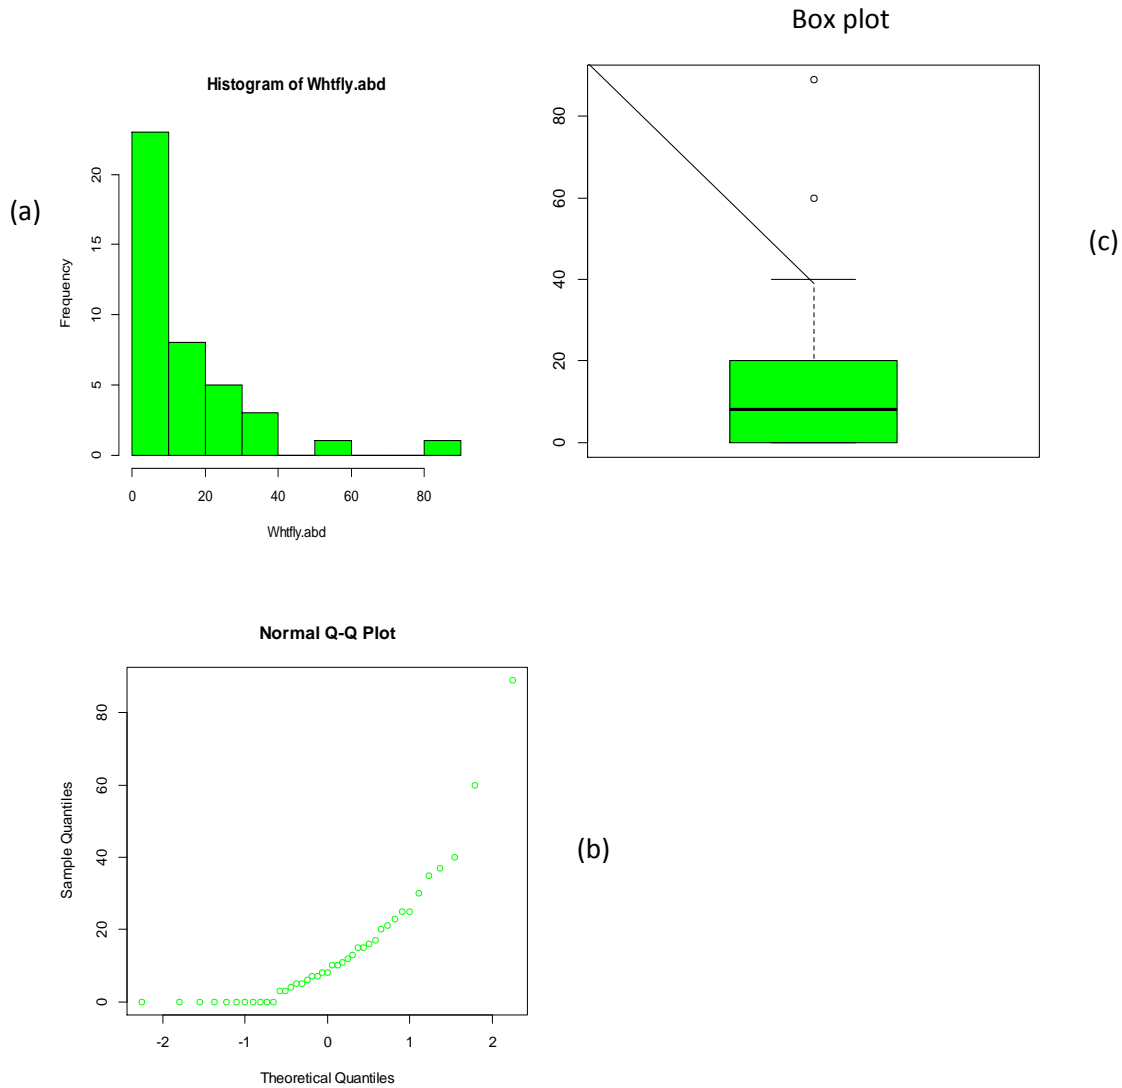 Box plot
Histogram of Whtfly.abd
(a)
Frequency
0 5 10 15 20
0 20 40 60 80
Whtfly.abd
0 20 40 60 80
(c)
Normal Q-Q Plot
Sample Quantiles
0 20 40 60 80
-2 -1 0 1 2
Theoretical Quantiles
(b)